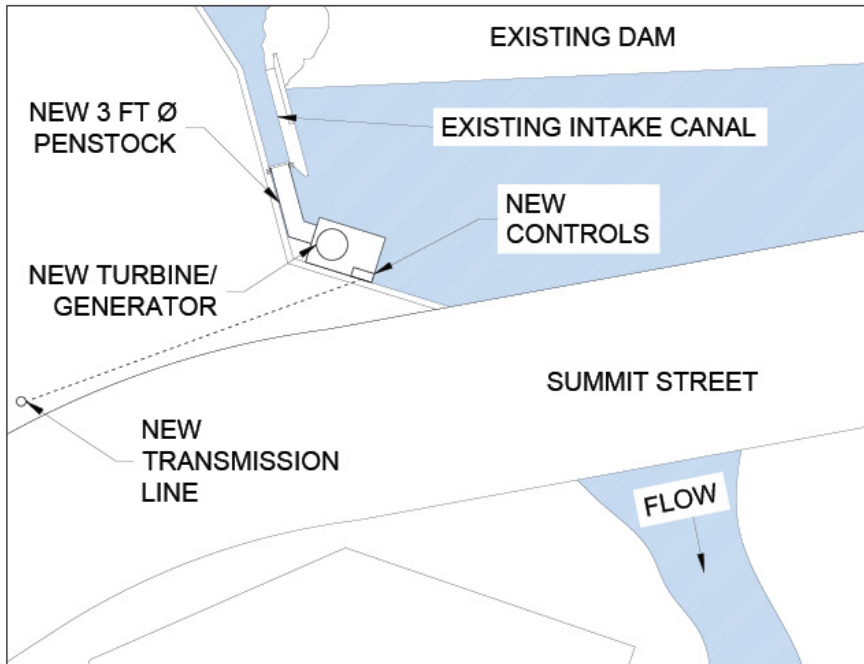 EXISTING DAM
NEW 3 FT Ø
PENSTOCK
EXISTING INTAKE CANAL
NEW
CONTROLS
NEW TURBINE/
GENERATOR
SUMMIT STREET
NEW
TRANSMISSION
LINE
FLOW